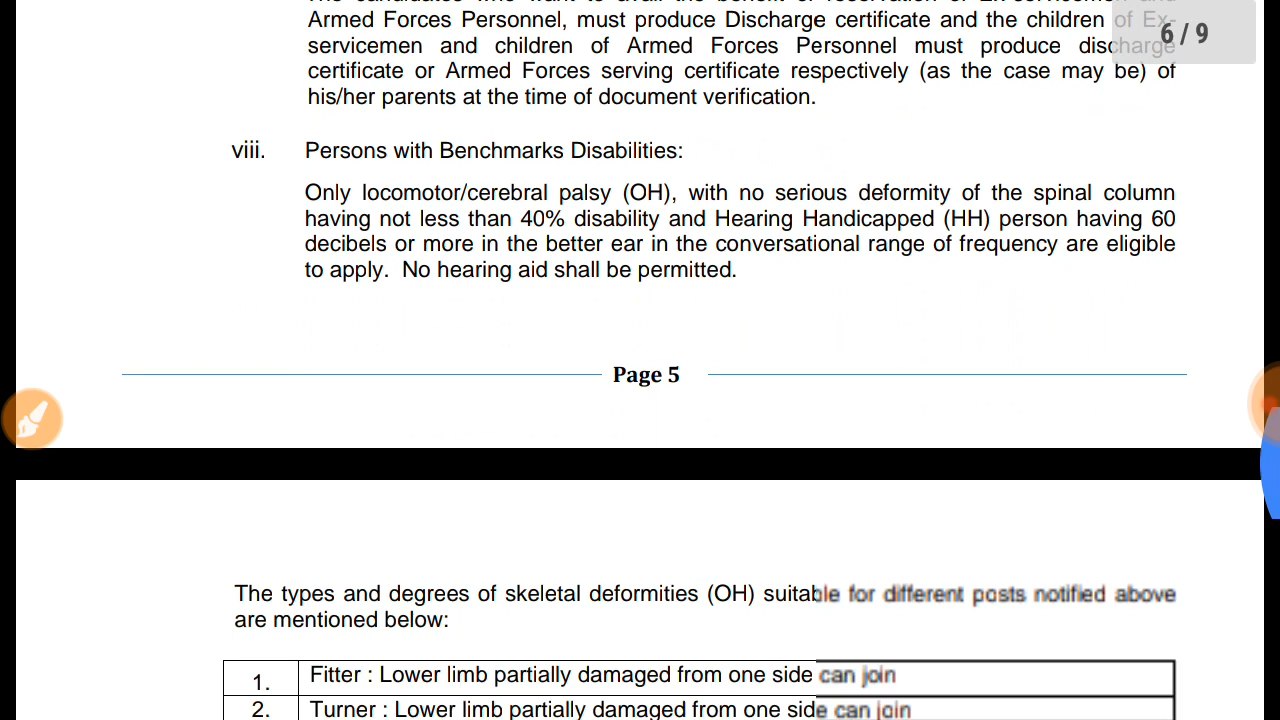 Armed Forces Personnel, must produce Discharge certificate and the children of Ex-
servicemen and children of Armed Forces Personnel must produce discharge
certificate or Armed Forces serving certificate respectively (as the case may be) of
his/her parents at the time of document verification.
6 / 9
viii. Persons with Benchmarks Disabilities:
Only locomotor/cerebral palsy (OH), with no serious deformity of the spinal column
having not less than 40% disability and Hearing Handicapped (HH) person having 60
decibels or more in the better ear in the conversational range of frequency are eligible
to apply. No hearing aid shall be permitted.
Page 5
The types and degrees of skeletal deformities (OH) suitable for different posts notified above
are mentioned below:
1. Fitter : Lower limb partially damaged from one side can join
2. Turner : Lower limb partially damaged from one side can join